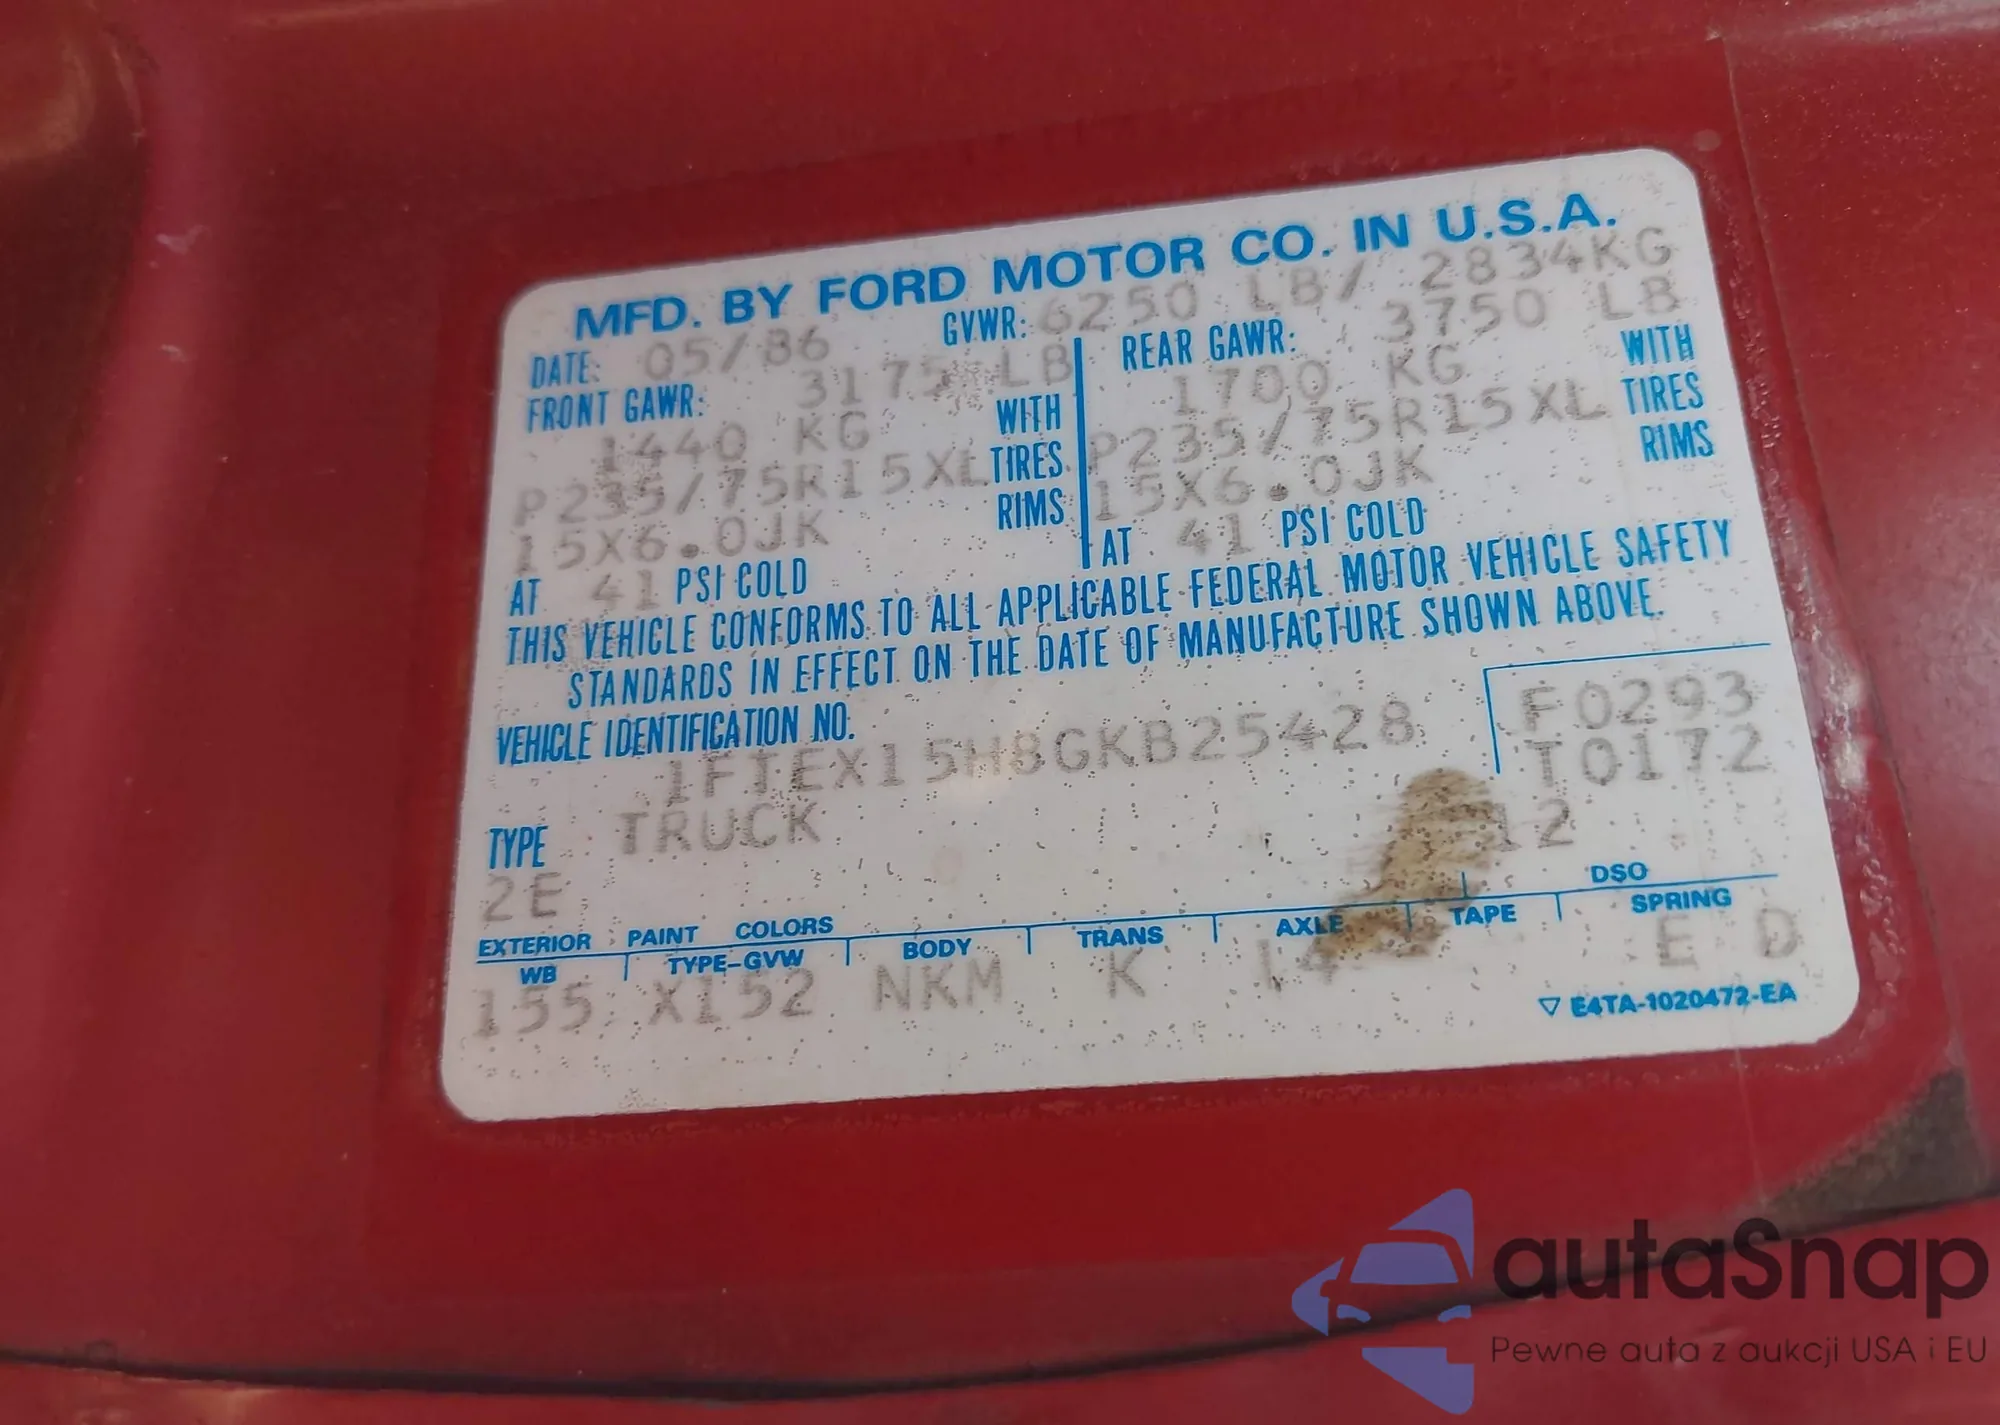 MFD. BY FORD MOTOR CO. IN U.S.A.
DATE: 05/86 GVWR: 6250 LB/ 2834KG
FRONT GAWR: 3175 LB REAR GAWR: 3750 LB
1440 KG WITH 1700 KG WITH
P235/75R15XL TIRES P235/75R15XL TIRES
15X6.0JK RIMS 15X6.0JK RIMS
AT 41 PSI COLD AT 41 PSI COLD
THIS VEHICLE CONFORMS TO ALL APPLICABLE FEDERAL MOTOR VEHICLE SAFETY
STANDARDS IN EFFECT ON THE DATE OF MANUFACTURE SHOWN ABOVE.
VEHICLE IDENTIFICATION NO. F0293
1FTEX15H8GKB25428 T0172
TYPE TRUCK 12
2E
EXTERIOR PAINT COLORS DSO
WB TYPE-GVW BODY TRANS AXLE TAPE SPRING
155 X152 NKM K 14 E D
▽ E4TA-1020472-EA
autaSnap
Pewne auta z aukcji USA i EU